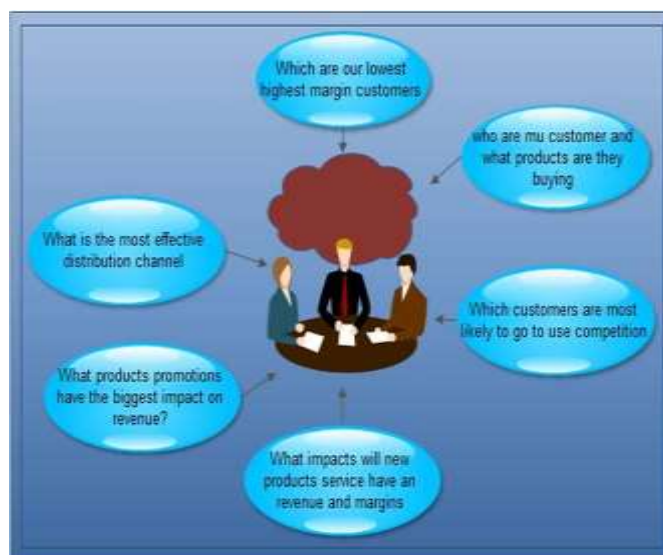 Which are our lowest
highest margin customers
who are mu customer and
what products are they
buying
What is the most effective
distribution channel
Which customers are most
likely to go to use competition
What products promotions
have the biggest impact on
revenue?
What impacts will new
products service have an
revenue and margins